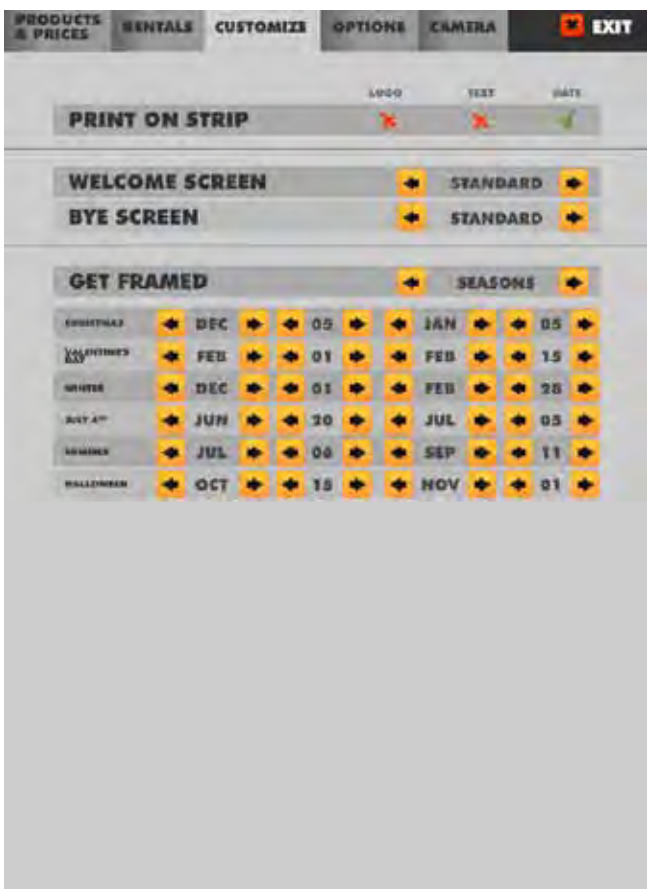 PRODUCTS & PRICES RENTALS CUSTOMIZE OPTIONS CAMERA EXIT
LOGO TEXT DATE
PRINT ON STRIP
WELCOME SCREEN STANDARD
BYE SCREEN STANDARD
GET FRAMED SEASONS
CHRISTMAS DEC 05 JAN 05
VALENTINE'S DAY FEB 01 FEB 15
WINTER DEC 01 FEB 28
JULY 4TH JUN 20 JUL 05
SUMMER JUL 06 SEP 11
HALLOWEEN OCT 15 NOV 01